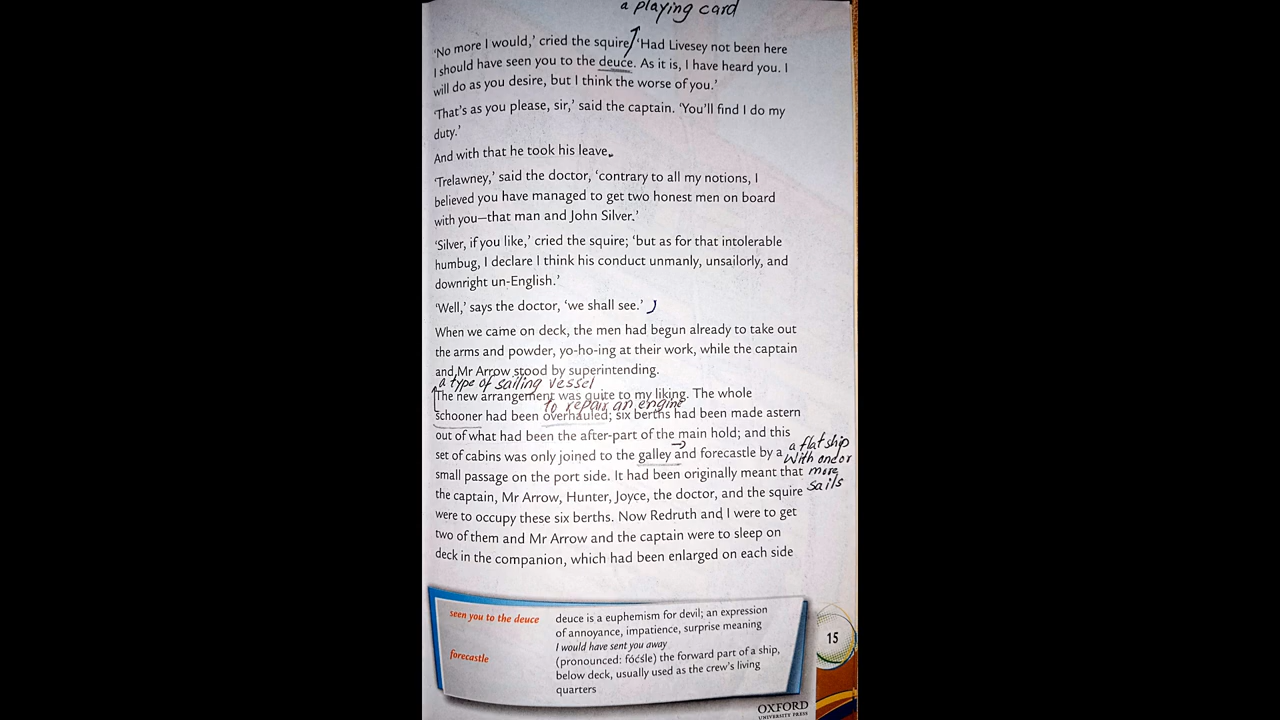 a playing card
‘No more I would,’ cried the squire. ‘Had Livesey not been here
I should have seen you to the deuce. As it is, I have heard you. I
will do as you desire, but I think the worse of you.’
‘That’s as you please, sir,’ said the captain. ‘You’ll find I do my
duty.’
And with that he took his leave.
‘Trelawney,’ said the doctor, ‘contrary to all my notions, I
believed you have managed to get two honest men on board
with you—that man and John Silver.’
‘Silver, if you like,’ cried the squire; ‘but as for that intolerable
humbug, I declare I think his conduct unmanly, unsailorly, and
downright un-English.’
‘Well,’ says the doctor, ‘we shall see.’
When we came on deck, the men had begun already to take out
the arms and powder, yo-ho-ing at their work, while the captain
and Mr Arrow stood by superintending.
a type of sailing vessel
The new arrangement was quite to my liking. The whole
to repair an engine
schooner had been overhauled; six berths had been made astern
out of what had been the after-part of the main hold; and this
set of cabins was only joined to the galley and forecastle by a
a flat ship
with one or
more
sails
small passage on the port side. It had been originally meant that
the captain, Mr Arrow, Hunter, Joyce, the doctor, and the squire
were to occupy these six berths. Now Redruth and I were to get
two of them and Mr Arrow and the captain were to sleep on
deck in the companion, which had been enlarged on each side
seen you to the deuce
deuce is a euphemism for devil; an expression
of annoyance, impatience, surprise meaning
I would have sent you away
forecastle
(pronounced: fóćśle) the forward part of a ship,
below deck, usually used as the crew’s living
quarters
15
OXFORD
UNIVERSITY PRESS